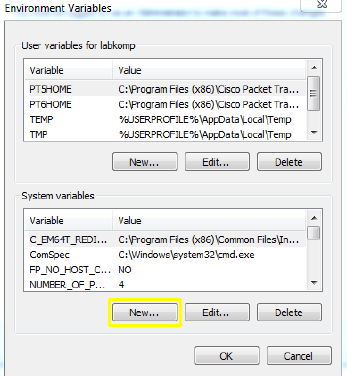 Environment Variables
User variables for labkomp
Variable Value
PT5HOME C:\Program Files (x86)\Cisco Packet Tra...
PT6HOME C:\Program Files (x86)\Cisco Packet Tra...
TEMP %USERPROFILE%\AppData\Local\Temp
TMP %USERPROFILE%\AppData\Local\Temp
New... Edit... Delete
System variables
Variable Value
C_EM64T_REDI... C:\Program Files (x86)\Common Files\In...
ComSpec C:\Windows\system32\cmd.exe
FP_NO_HOST_C... NO
NUMBER_OF_P... 4
New... Edit... Delete
OK Cancel